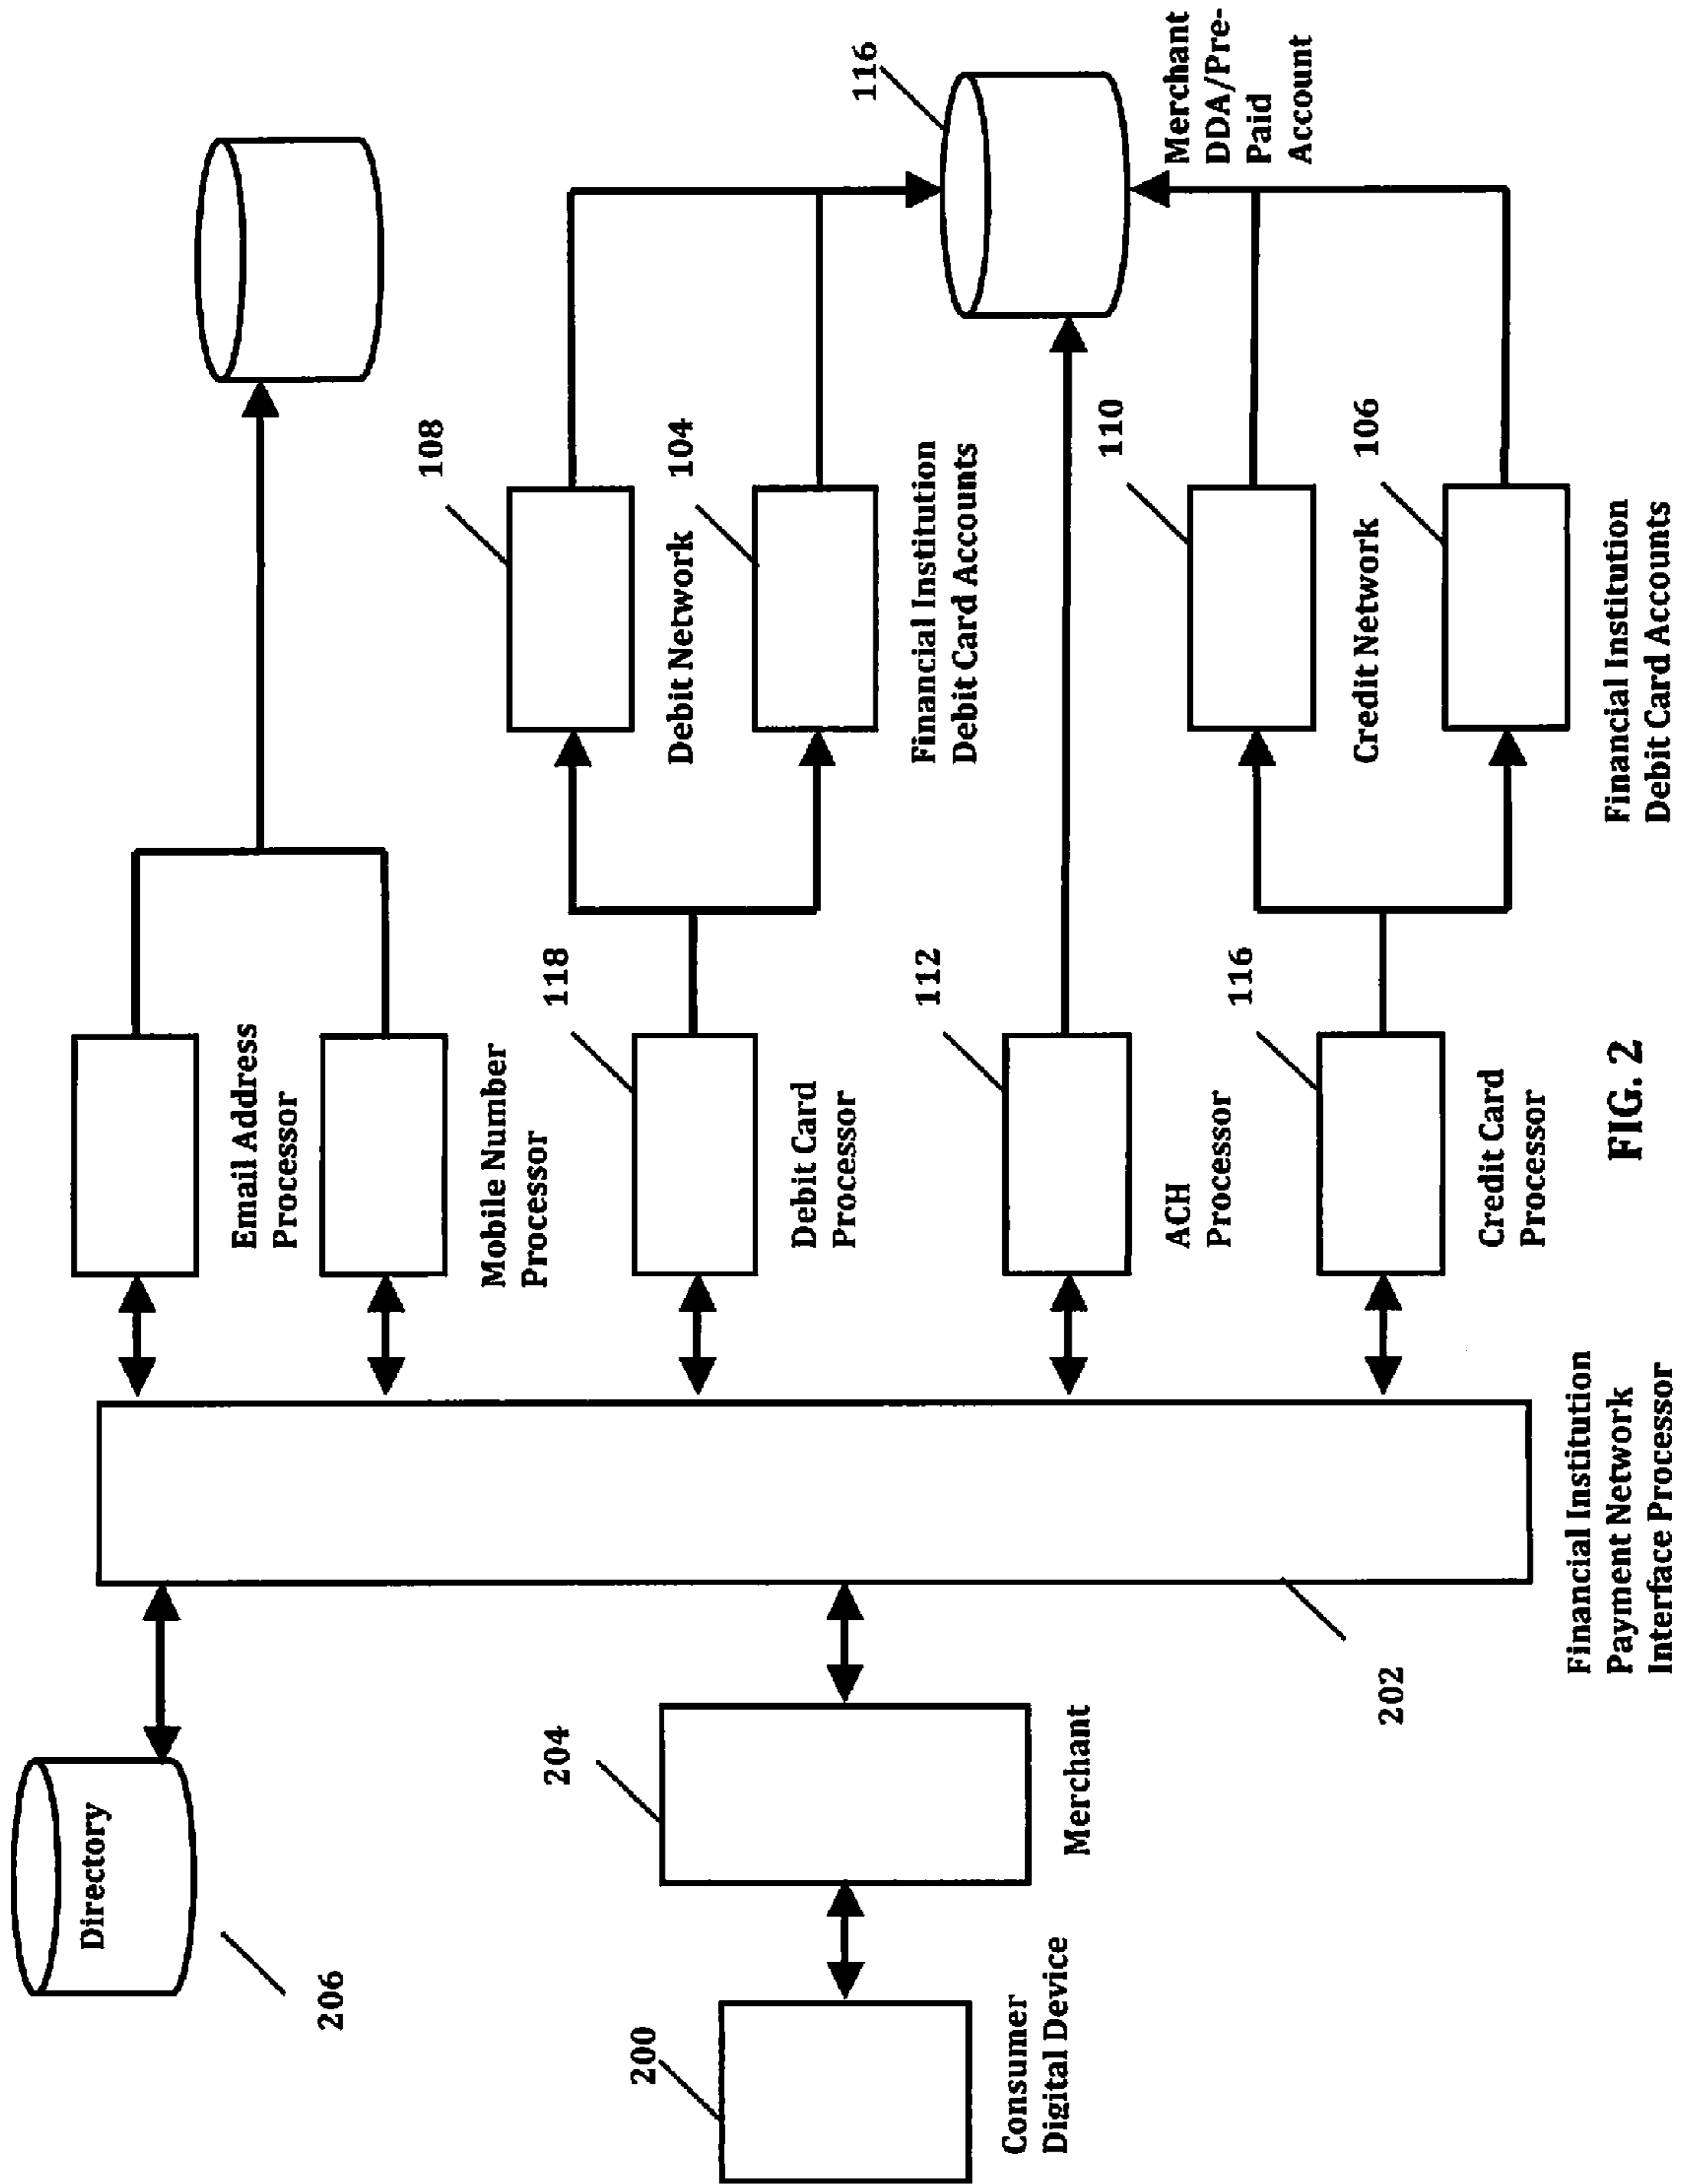 Directory
206
200
Consumer
Digital Device
204
Merchant
202
Financial Institution
Payment Network
Interface Processor
Email Address
Processor
Mobile Number
Processor
118
Debit Card
Processor
112
ACH
Processor
116
Credit Card
Processor
108
Debit Network
104
Financial Institution
Debit Card Accounts
110
Credit Network
106
Financial Institution
Debit Card Accounts
116
Merchant
DDA/Pre-
Paid
Account
FIG. 2